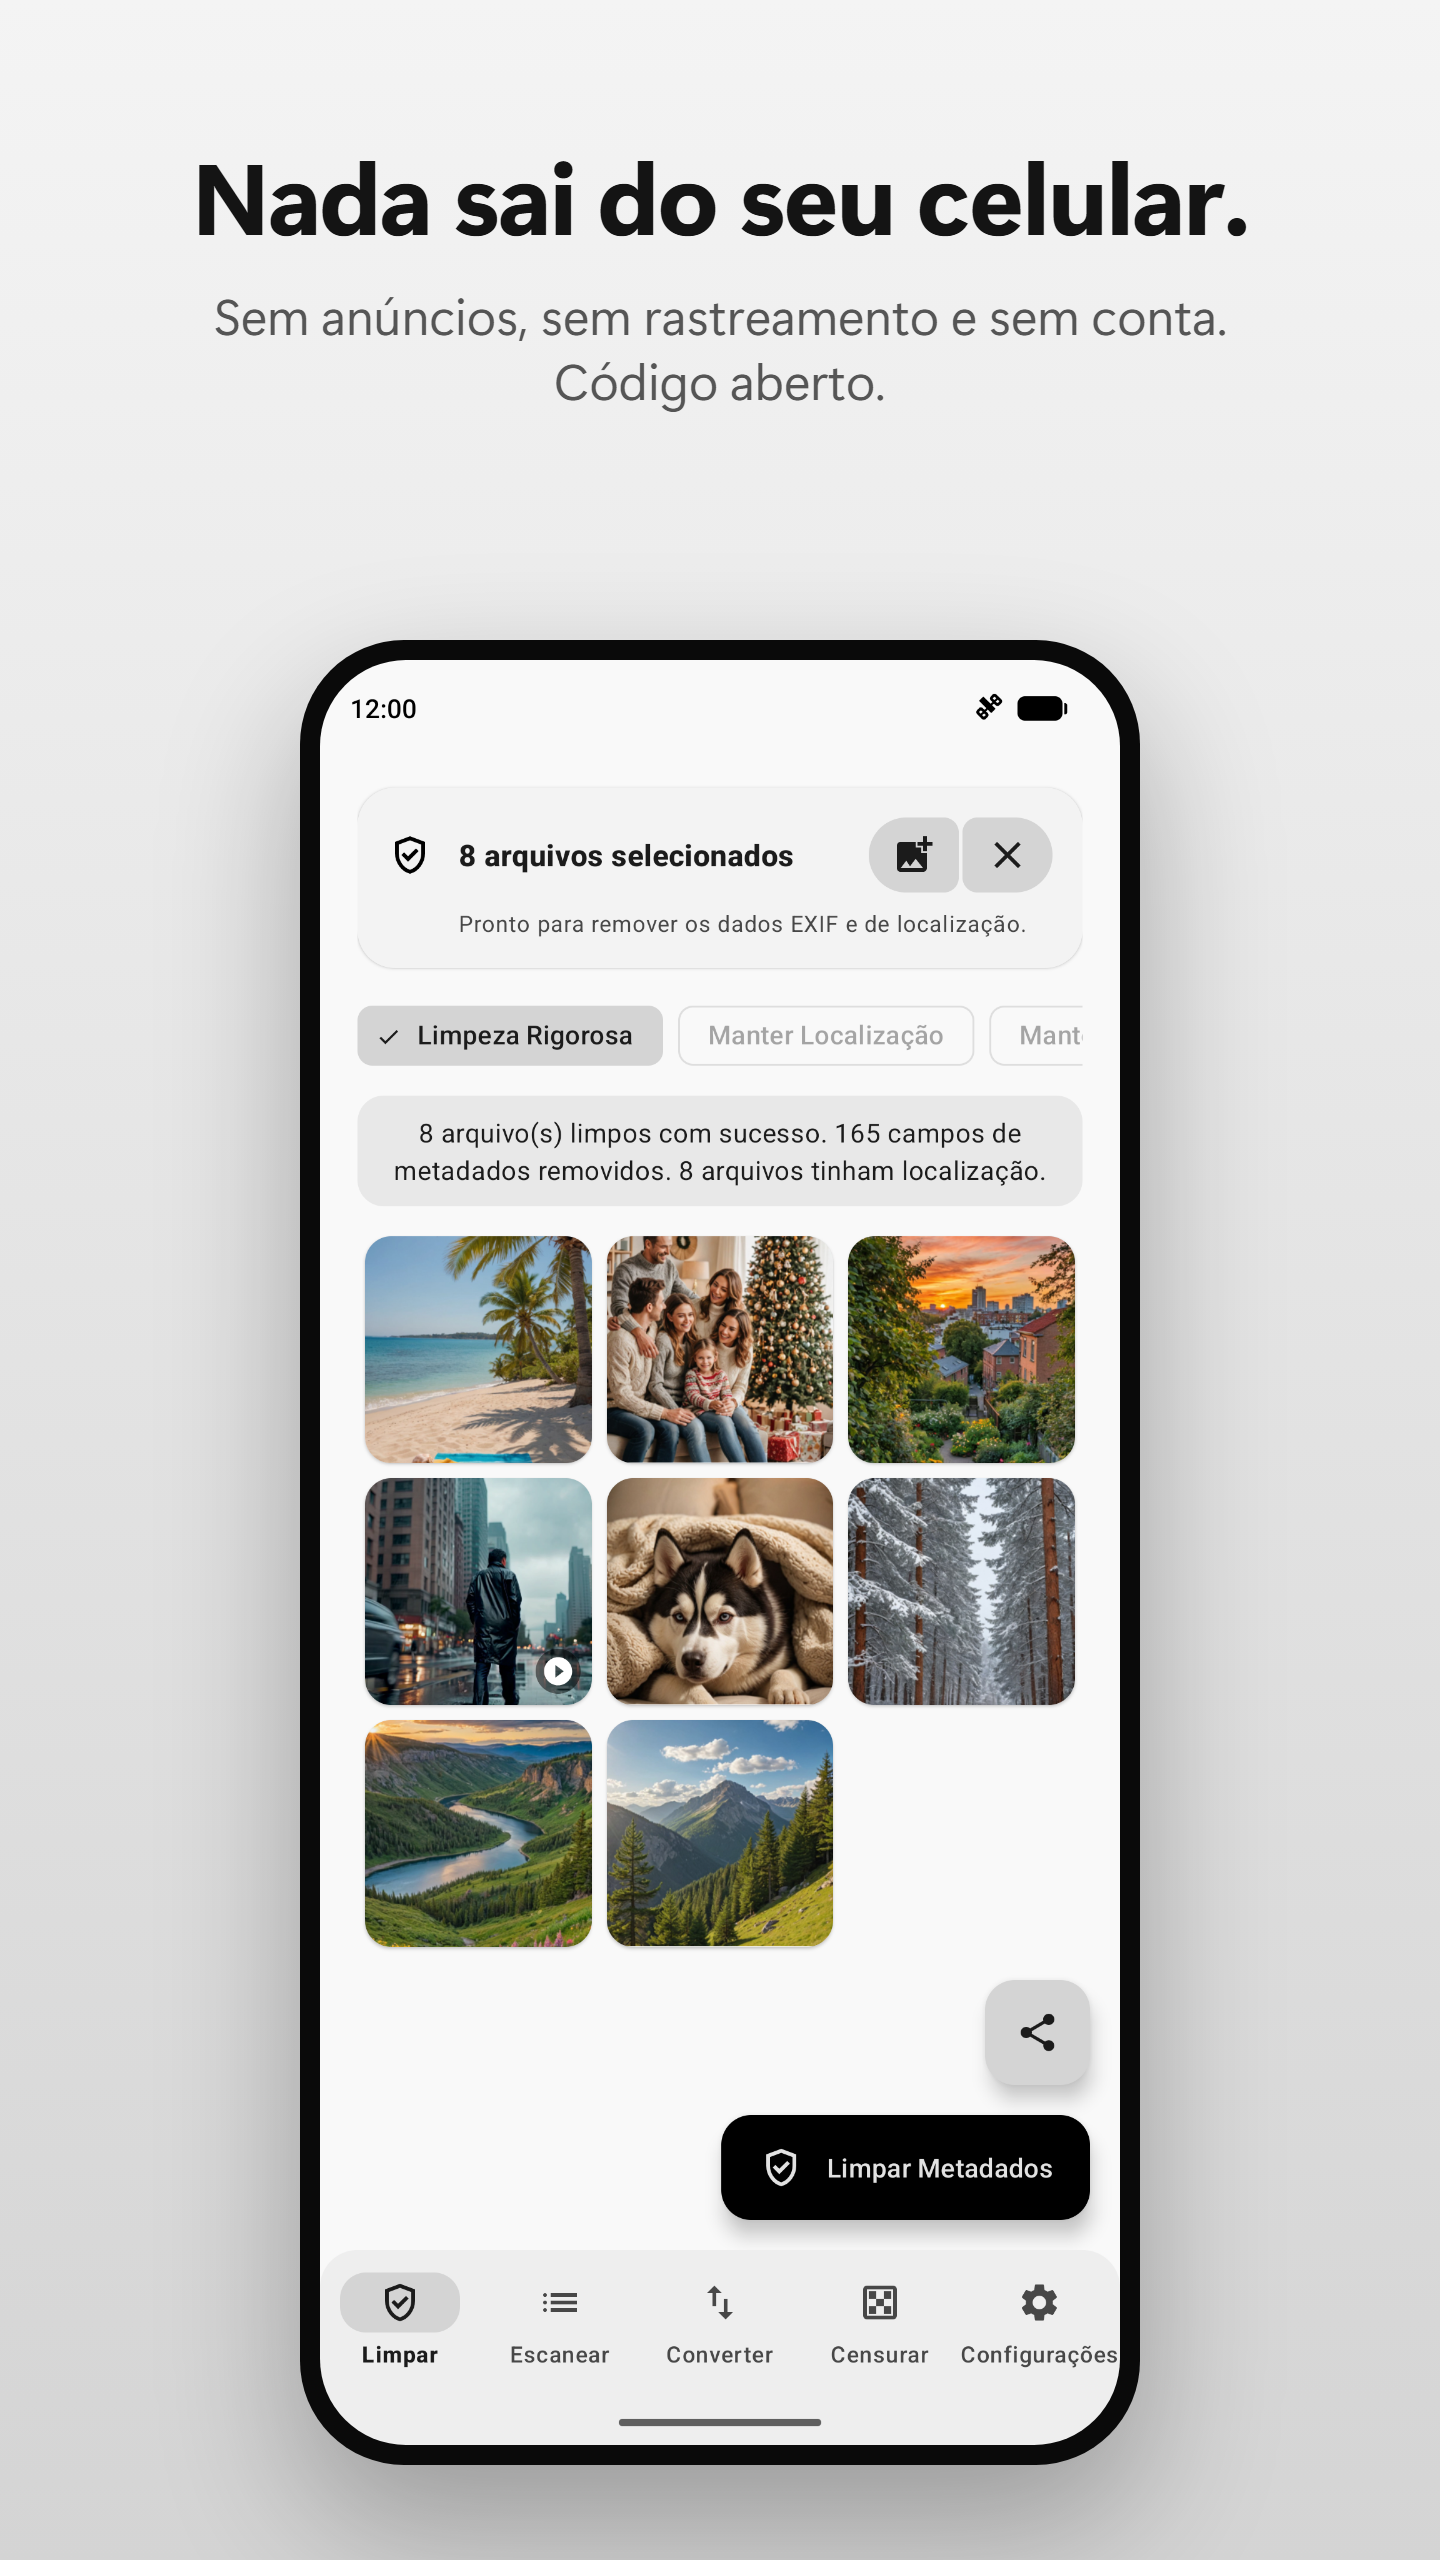 Nada sai do seu celular.
Sem anúncios, sem rastreamento e sem conta.
Código aberto.
12:00
8 arquivos selecionados
Pronto para remover os dados EXIF e de localização.
Limpeza Rigorosa
Manter Localização
Mant
8 arquivo(s) limpos com sucesso. 165 campos de
metadados removidos. 8 arquivos tinham localização.
Limpar Metadados
Limpar
Escanear
Converter
Censurar
Configurações